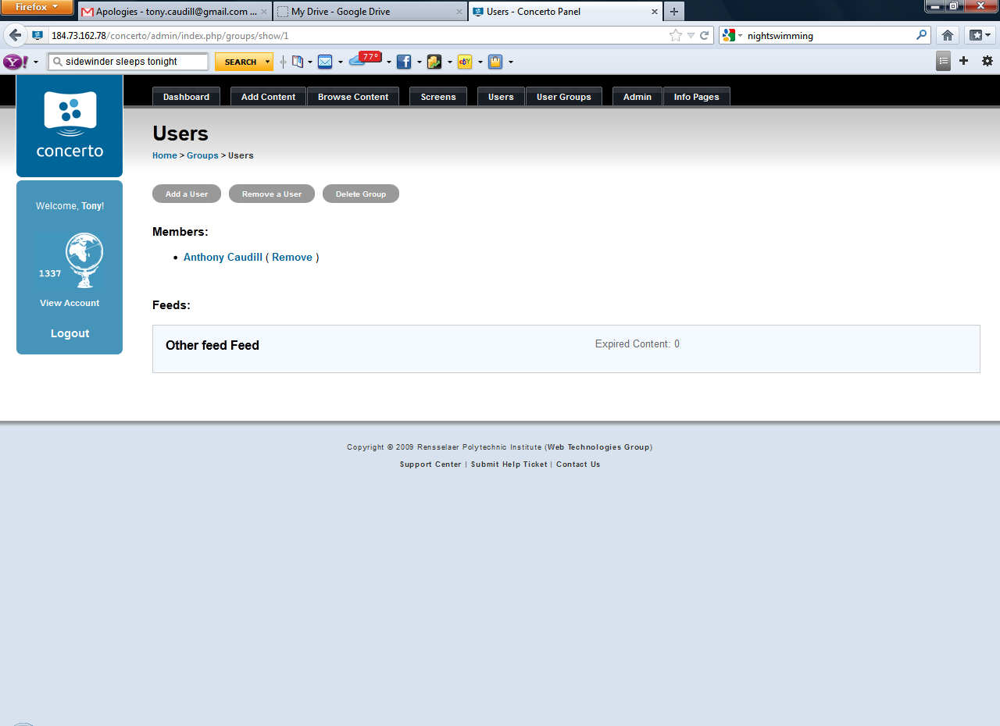 Firefox
Apologies - tony.caudill@gmail.com ...
My Drive - Google Drive
Users - Concerto Panel
184.73.162.78/concerto/admin/index.php/groups/show/1
nightswimming
Y!
sidewinder sleeps tonight
SEARCH
77°
Dashboard
Add Content
Browse Content
Screens
Users
User Groups
Admin
Info Pages
concerto
Users
Home > Groups > Users
Add a User
Remove a User
Delete Group
Welcome, Tony!
1337
View Account
Logout
Members:
• Anthony Caudill ( Remove )
Feeds:
Other feed Feed
Expired Content: 0
Copyright © 2009 Rensselaer Polytechnic Institute (Web Technologies Group)
Support Center | Submit Help Ticket | Contact Us